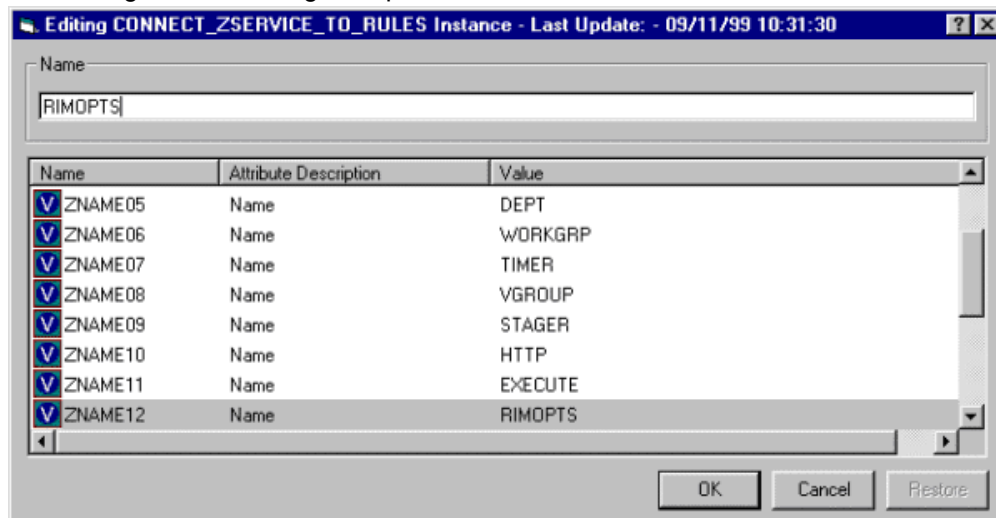 Editing CONNECT_ZSERVICE_TO_RULES Instance - Last Update: - 09/11/99 10:31:30
Name
RIMOPTS
Name Attribute Description Value
V ZNAME05 Name DEPT
V ZNAME06 Name WORKGRP
V ZNAME07 Name TIMER
V ZNAME08 Name VGROUP
V ZNAME09 Name STAGER
V ZNAME10 Name HTTP
V ZNAME11 Name EXECUTE
V ZNAME12 Name RIMOPTS
OK Cancel Restore